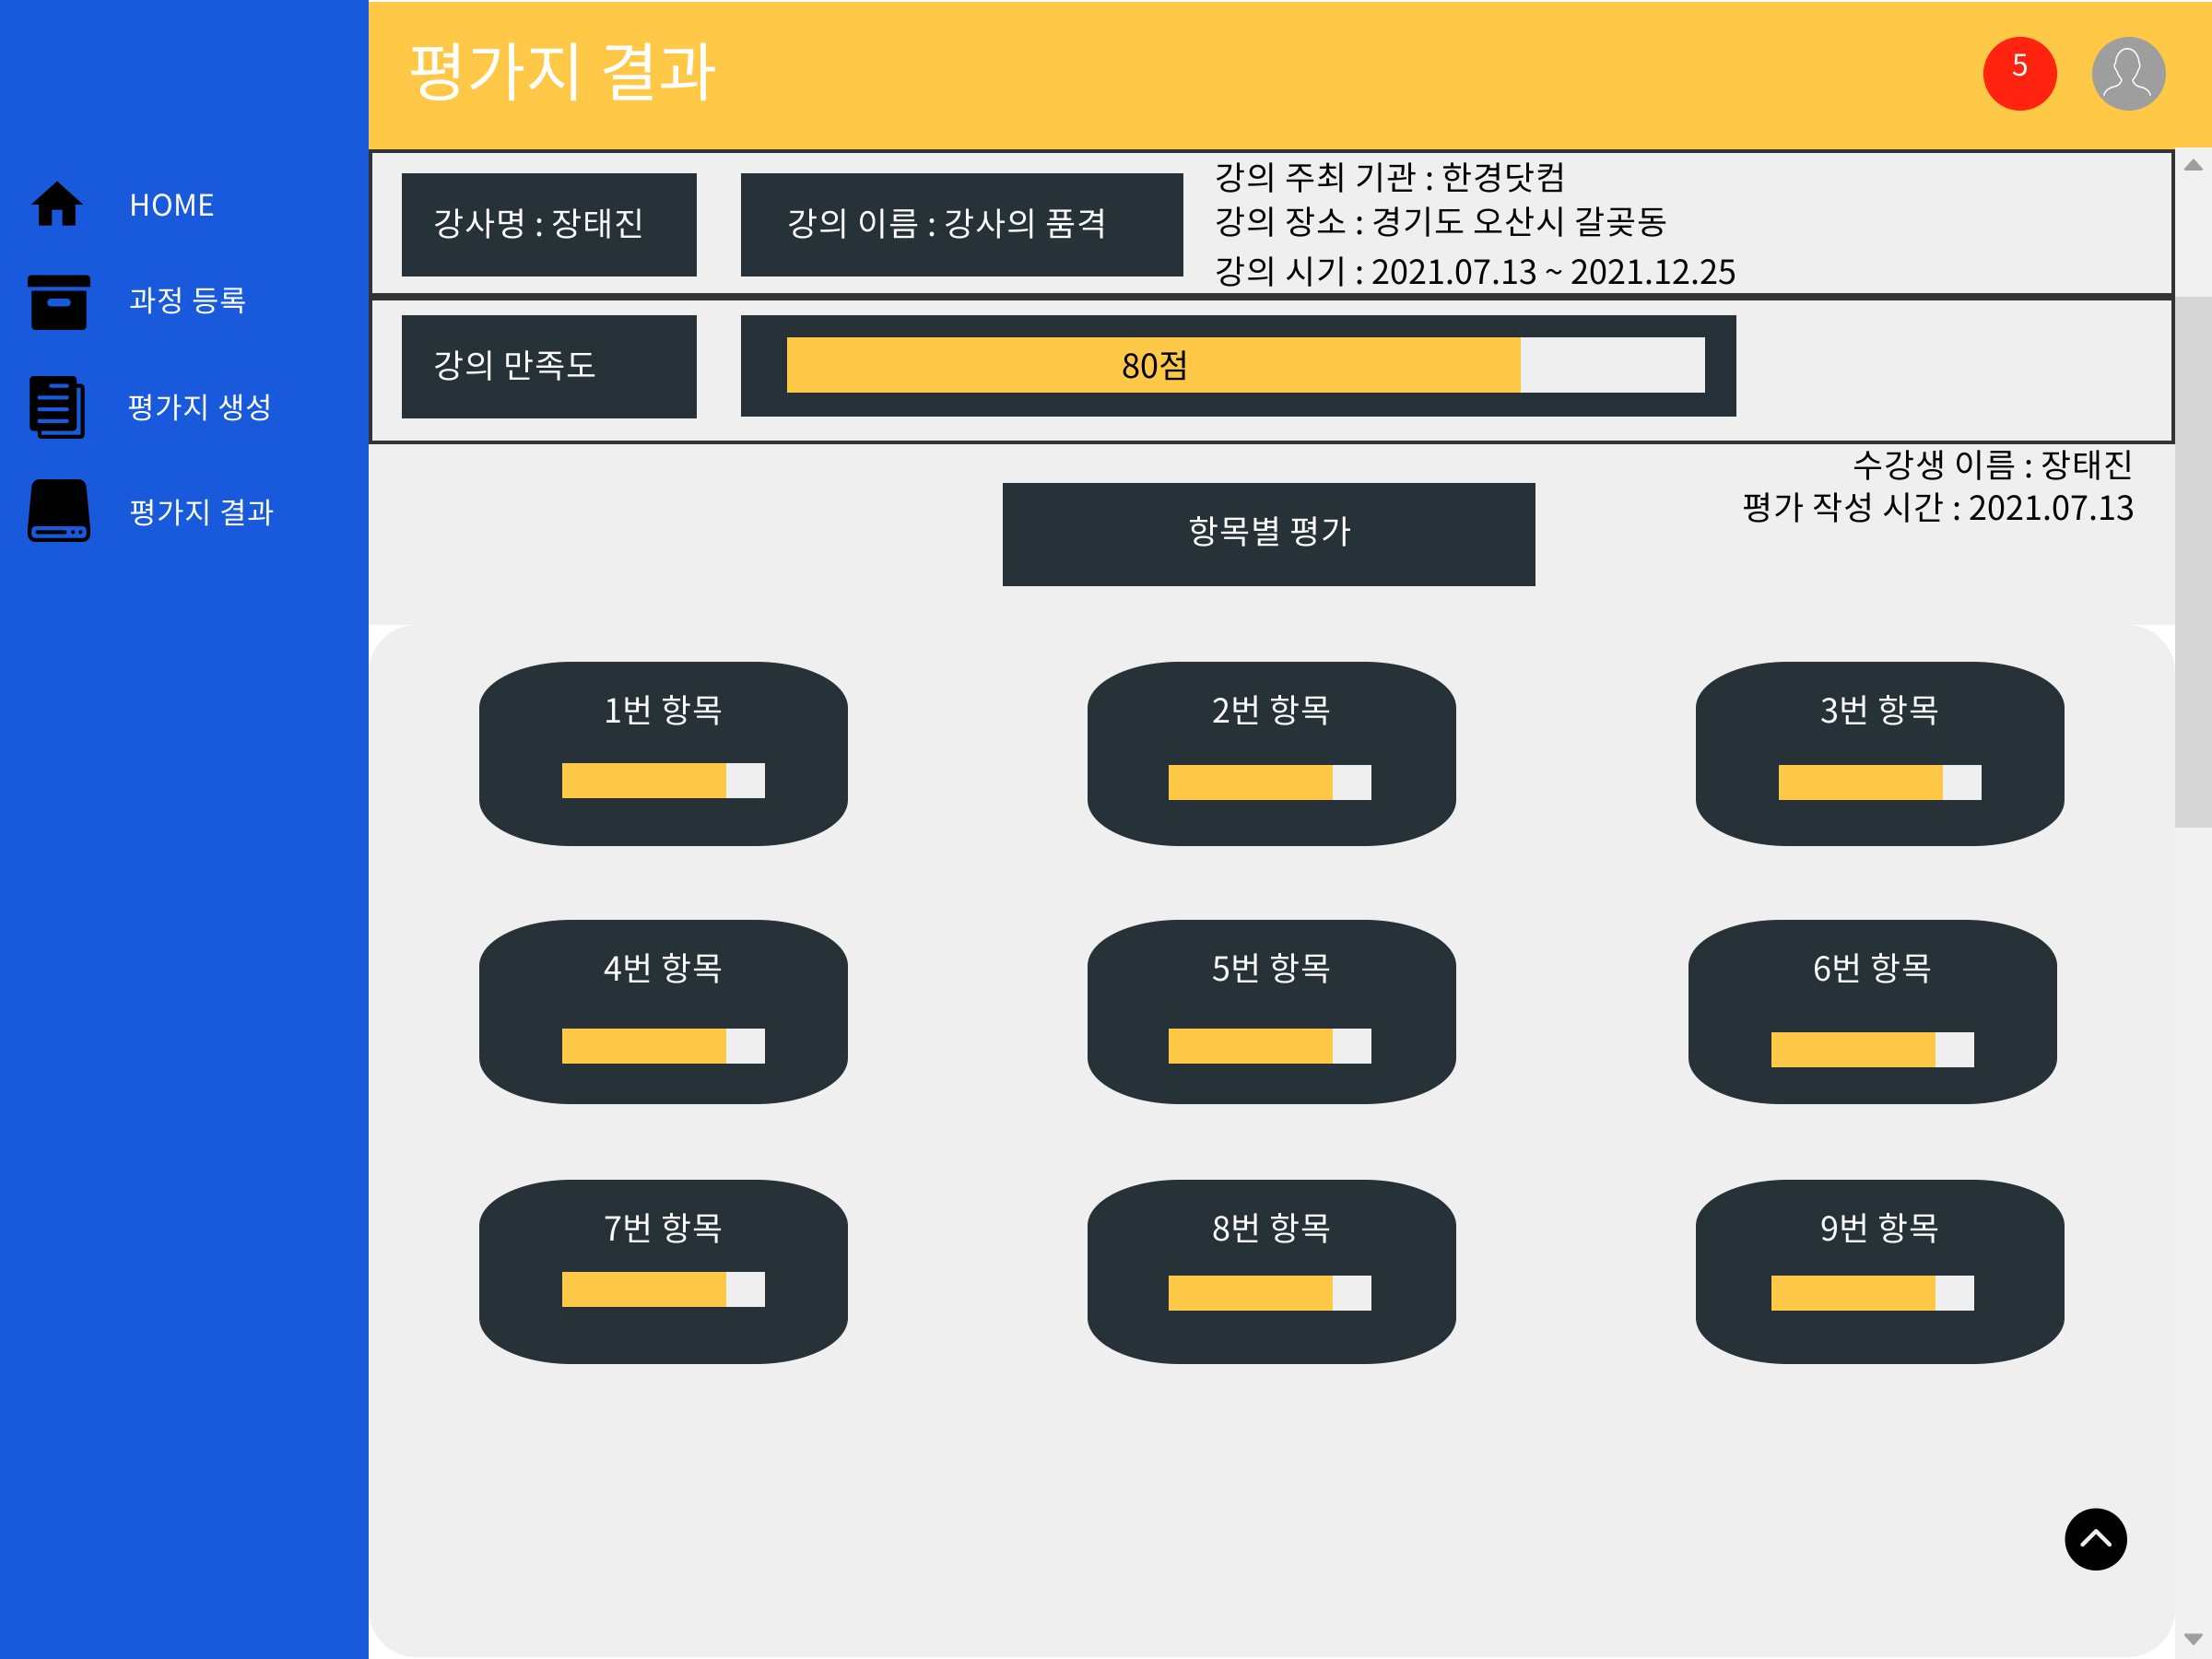 평가지 결과
5
HOME
과정 등록
평가지 생성
평가지 결과
강사명 : 장태진
강의 이름 : 강사의 품격
강의 주최 기관 : 한경닷컴
강의 장소 : 경기도 오산시 갈곶동
강의 시기 : 2021.07.13 ~ 2021.12.25
강의 만족도
80점
수강생 이름 : 장태진
평가 작성 시간 : 2021.07.13
항목별 평가
1번 항목
2번 항목
3번 항목
4번 항목
5번 항목
6번 항목
7번 항목
8번 항목
9번 항목